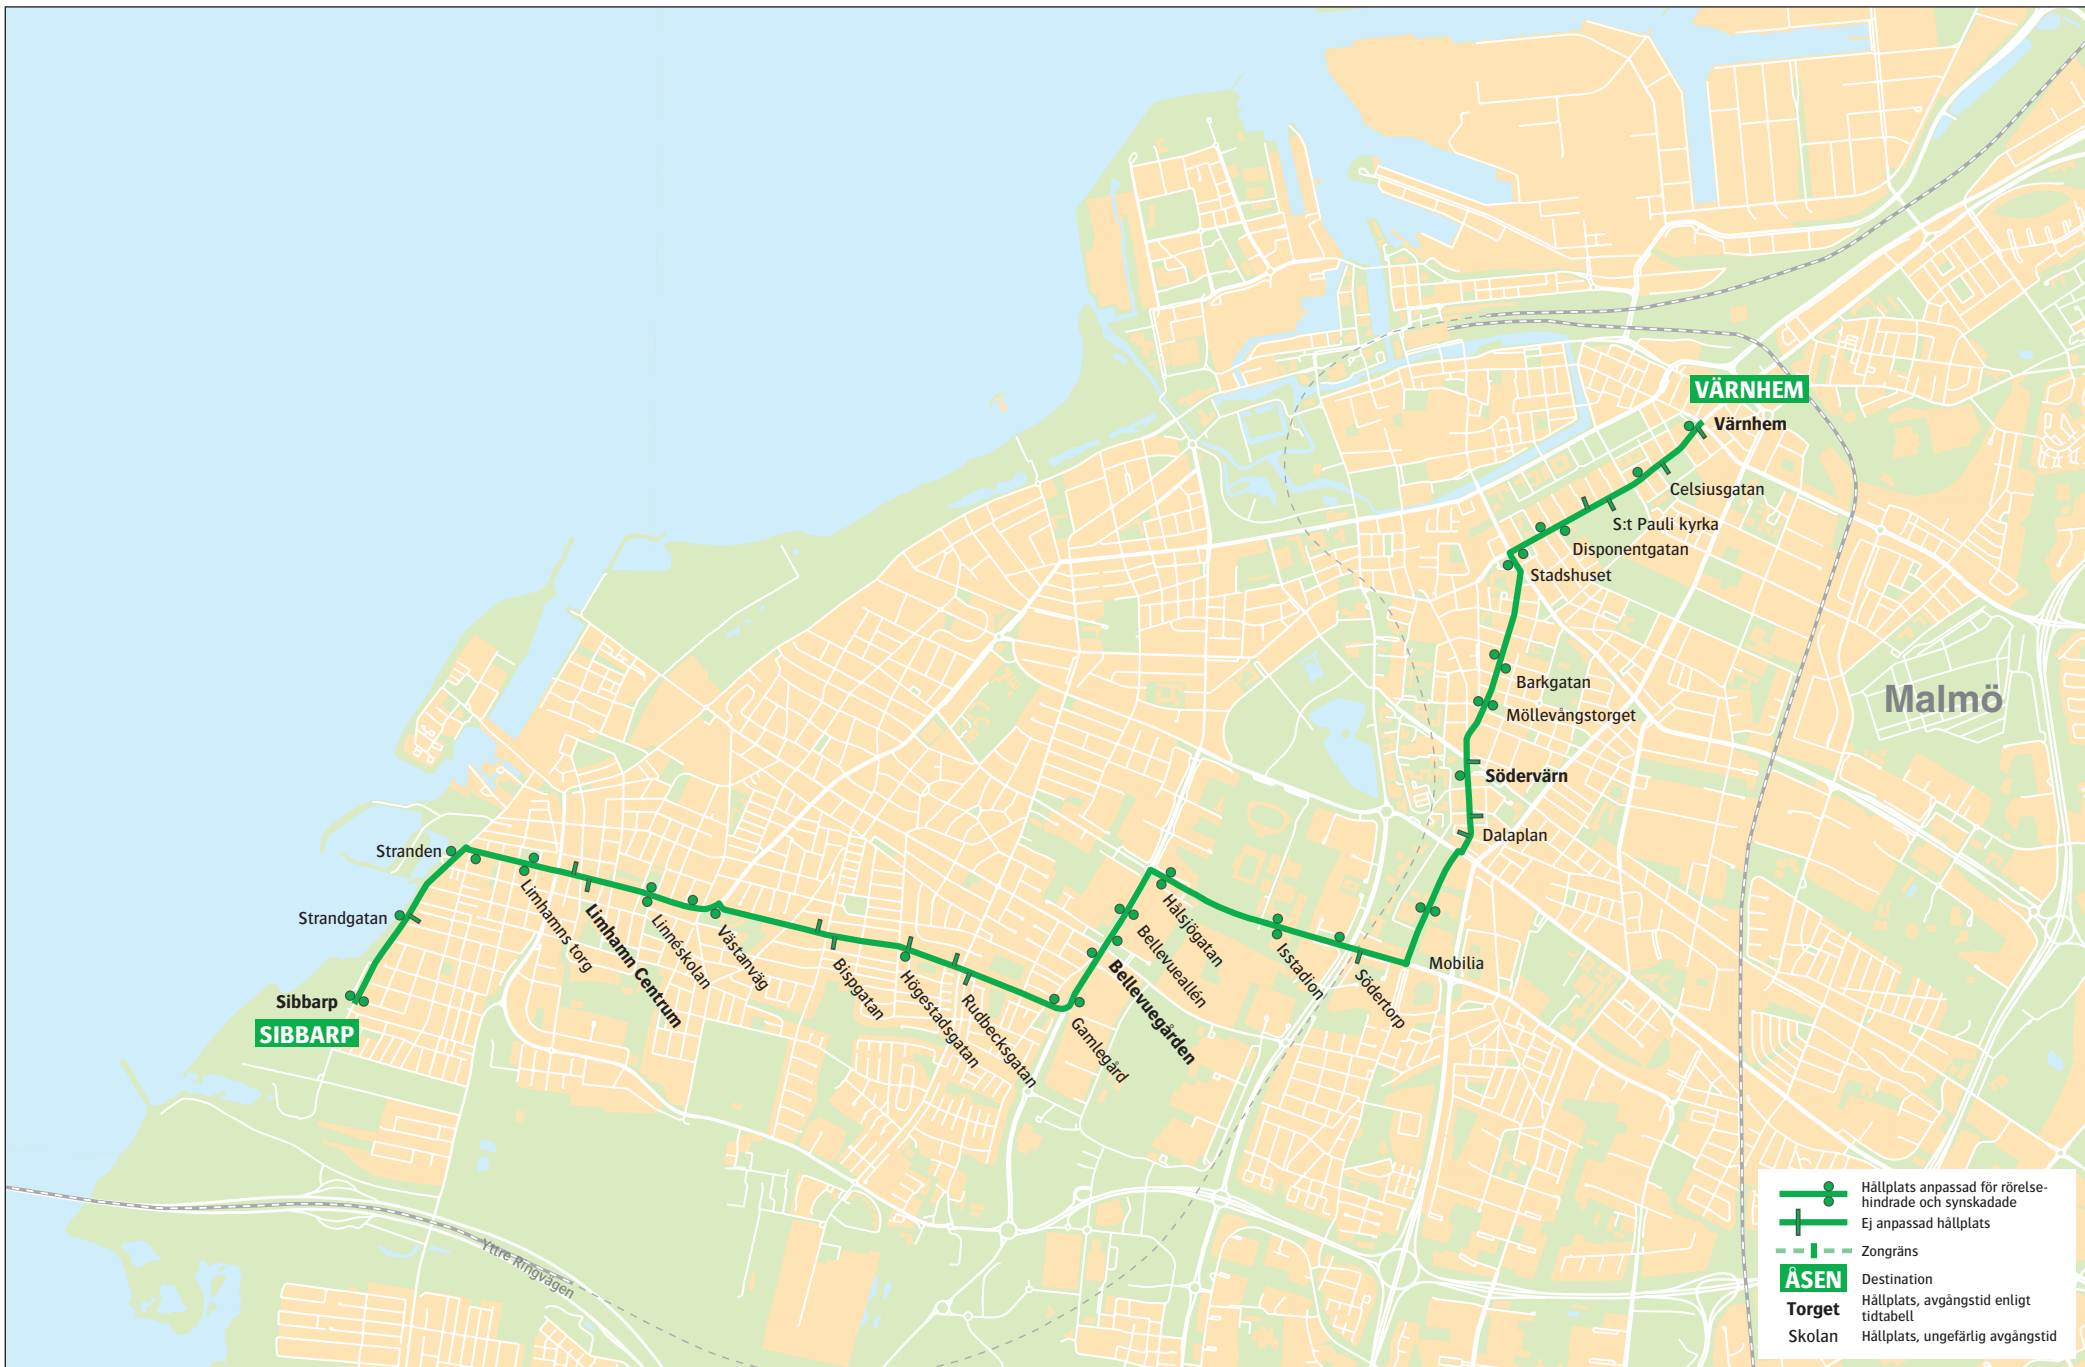 VÄRNHEM
Värnhem
Celsiusgatan
S:t Pauli kyrka
Disponentgatan
Stadshuset
Barkgatan
Malmö
Möllevångstorget
Södervärn
Dalaplan
Stranden
Strandgatan
Sibbarp
SIBBARP
Limhamns torg
Limhamn Centrum
Linnéskolan
Västanväg
Bispgatan
Högestadsgatan
Rudbecksgatan
Gamlegård
Bellevuegården
Bellevueallén
Hålsjögatan
Isstadion
Södertorp
Mobilia
Yttre Ringvägen
Hållplats anpassad för rörelse-
hindrade och synskadade
Ej anpassad hållplats
Zongräns
ÅSEN Destination
Torget Hållplats, avgångstid enligt
tidtabell
Skolan Hållplats, ungefärlig avgångstid